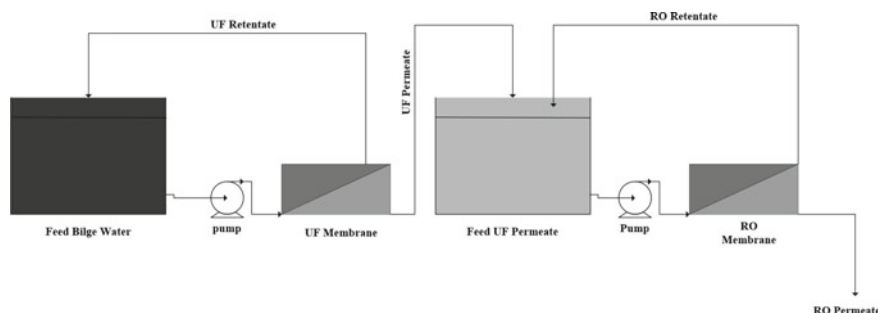 UF Retentate
RO Retentate
UF Permeate
Feed Bilge Water
pump
UF Membrane
Feed UF Permeate
Pump
RO
Membrane
RO Permeate